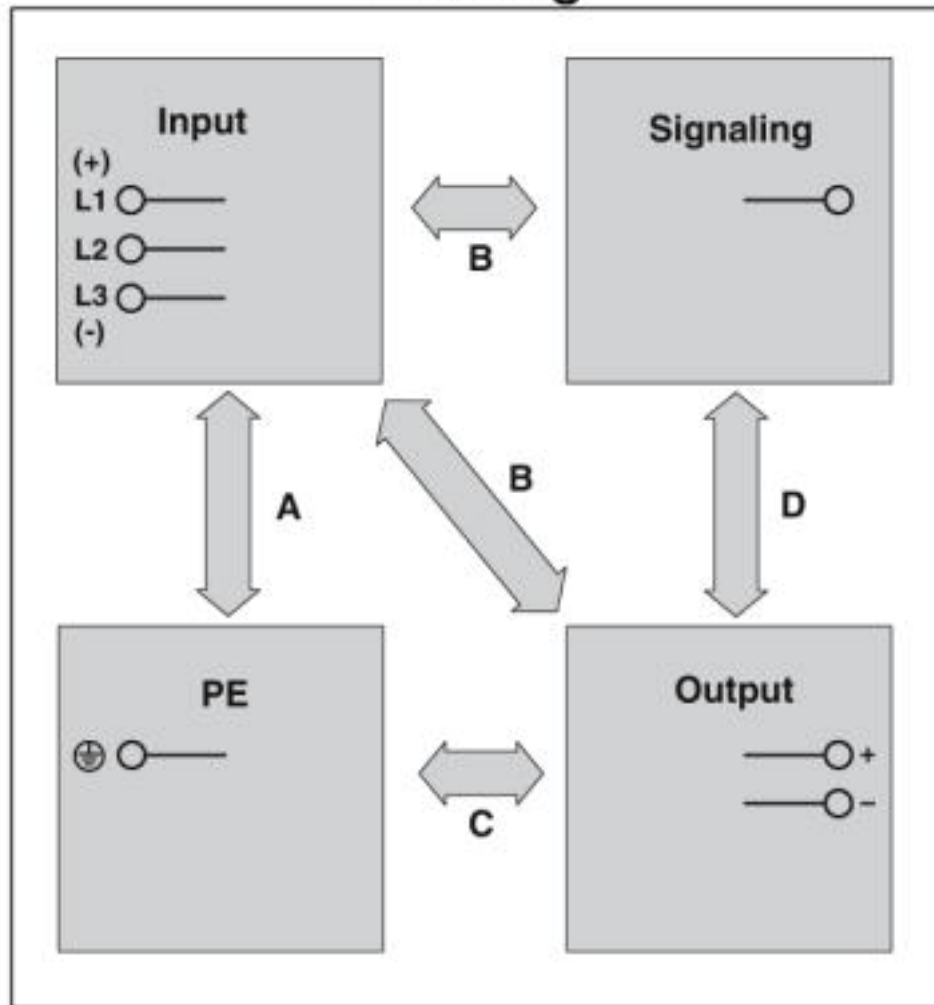 Input
(+)
L1
L2
L3
(-)
Signaling
B
A
B
D
PE
Output
+
–
C